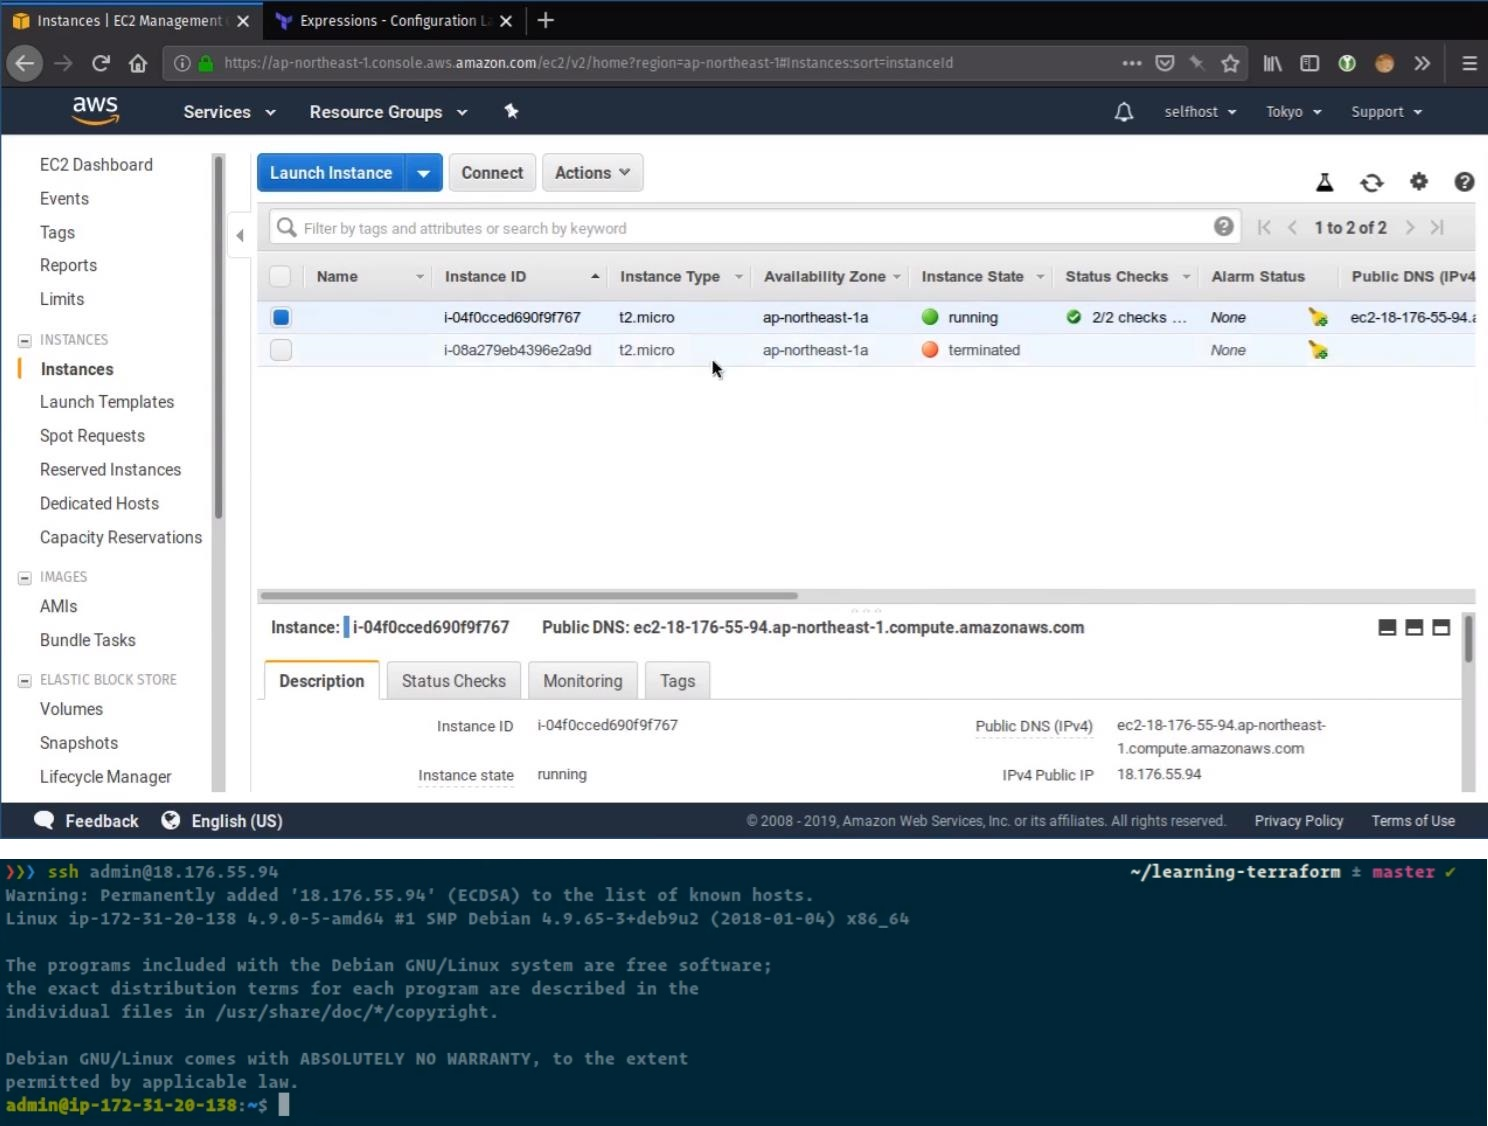 Instances | EC2 Management
Expressions - Configuration La
https://ap-northeast-1.console.aws.amazon.com/ec2/v2/home?region=ap-northeast-1#Instances:sort=instanceId
aws Services Resource Groups selfhost Tokyo Support
EC2 Dashboard
Events
Tags
Reports
Limits
INSTANCES
Instances
Launch Templates
Spot Requests
Reserved Instances
Dedicated Hosts
Capacity Reservations
IMAGES
AMIs
Bundle Tasks
ELASTIC BLOCK STORE
Volumes
Snapshots
Lifecycle Manager
Launch Instance Connect Actions
Filter by tags and attributes or search by keyword 1 to 2 of 2
Name Instance ID Instance Type Availability Zone Instance State Status Checks Alarm Status Public DNS (IPv4
i-04f0cced690f9f767 t2.micro ap-northeast-1a running 2/2 checks ... None ec2-18-176-55-94.a
i-08a279eb4396e2a9d t2.micro ap-northeast-1a terminated None
Instance: i-04f0cced690f9f767 Public DNS: ec2-18-176-55-94.ap-northeast-1.compute.amazonaws.com
Description Status Checks Monitoring Tags
Instance ID i-04f0cced690f9f767 Public DNS (IPv4) ec2-18-176-55-94.ap-northeast-
1.compute.amazonaws.com
Instance state running IPv4 Public IP 18.176.55.94
Feedback English (US) © 2008 - 2019, Amazon Web Services, Inc. or its affiliates. All rights reserved. Privacy Policy Terms of Use
❯❯❯ ssh admin@18.176.55.94 ~/learning-terraform ± master ✓
Warning: Permanently added '18.176.55.94' (ECDSA) to the list of known hosts.
Linux ip-172-31-20-138 4.9.0-5-amd64 #1 SMP Debian 4.9.65-3+deb9u2 (2018-01-04) x86_64
The programs included with the Debian GNU/Linux system are free software;
the exact distribution terms for each program are described in the
individual files in /usr/share/doc/*/copyright.
Debian GNU/Linux comes with ABSOLUTELY NO WARRANTY, to the extent
permitted by applicable law.
admin@ip-172-31-20-138:~$